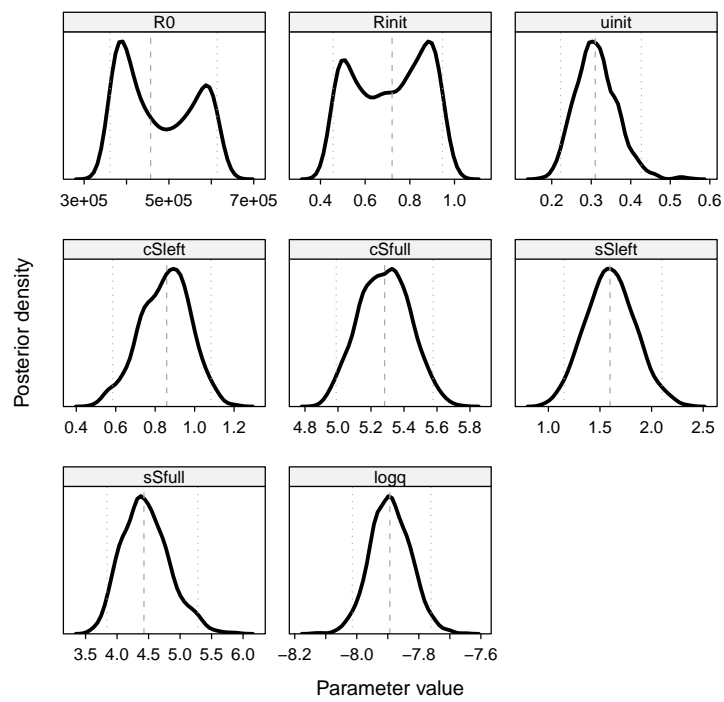 R0 Rinit uinit
3e+05 5e+05 7e+05 0.4 0.6 0.8 1.0 0.2 0.3 0.4 0.5 0.6
cSleft cSfull sSleft
0.4 0.6 0.8 1.0 1.2 4.8 5.0 5.2 5.4 5.6 5.8 1.0 1.5 2.0 2.5
sSfull logq
3.5 4.0 4.5 5.0 5.5 6.0 −8.2 −8.0 −7.8 −7.6
Posterior density
Parameter value